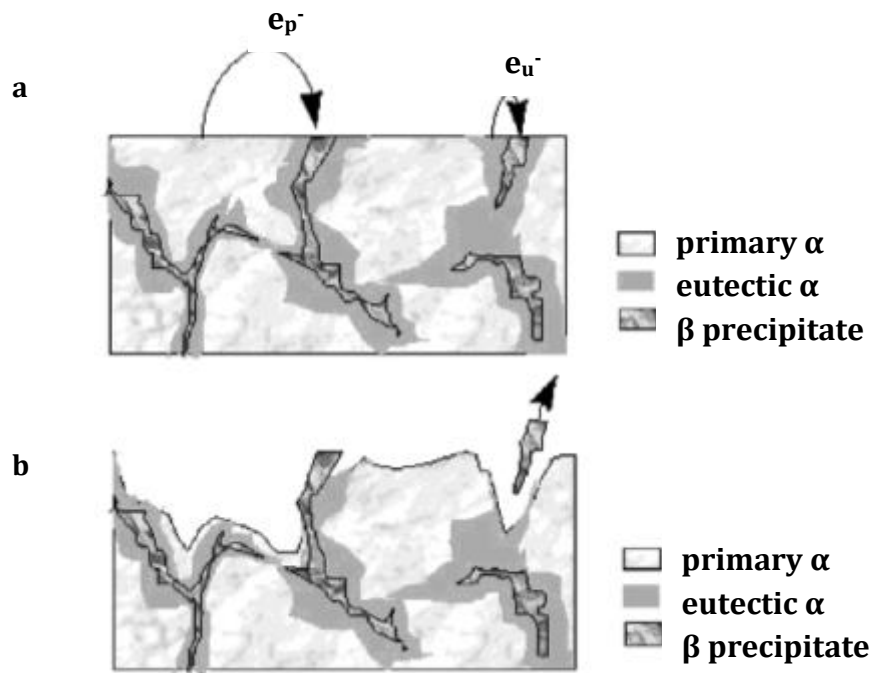 eₚ⁻
eᵤ⁻
a
primary α
eutectic α
β precipitate
b
primary α
eutectic α
β precipitate